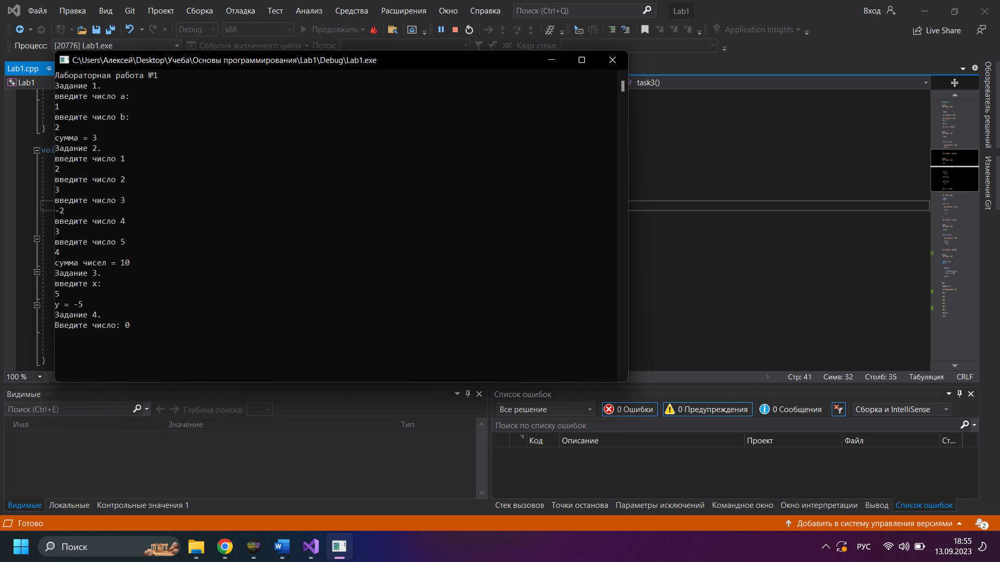 Файл Правка Вид Git Проект Сборка Отладка Тест Анализ Средства Расширения Окно Справка Поиск (Ctrl+Q) Lab1 Вход
Debug x86 Продолжить Application Insights Live Share
Процесс: [20776] Lab1.exe События жизненного цикла Поток: Кадр стека:
C:\Users\Алексей\Desktop\Учеба\Основы программирования\Lab1\Debug\Lab1.exe
Lab1.cpp
Lab1 task3()
Лабораторная работа №1
Задание 1.
введите число a:
1
введите число b:
2
}
сумма = 3
Задание 2.
voi
введите число 1
2
введите число 2
3
введите число 3
-2
введите число 4
3
введите число 5
4
сумма чисел = 10
Задание 3.
введите x:
5
y = -5
Задание 4.
Введите число: 0
}
Обозреватель решений
Изменения Git
100 % Стр: 41 Симв: 32 Столб: 35 Табуляция CRLF
Видимые
Поиск (Ctrl+E) Глубина поиска:
Имя Значение Тип
Видимые Локальные Контрольные значения 1
Список ошибок
Все решение 0 Ошибки 0 Предупреждения 0 Сообщения Сборка и IntelliSense
Поиск по списку ошибок
Код Описание Проект Файл Ст...
Стек вызовов Точки останова Параметры исключений Командное окно Окно интерпретации Вывод Список ошибок
Готово Добавить в систему управления версиями 2
Поиск РУС 18:55
13.09.2023